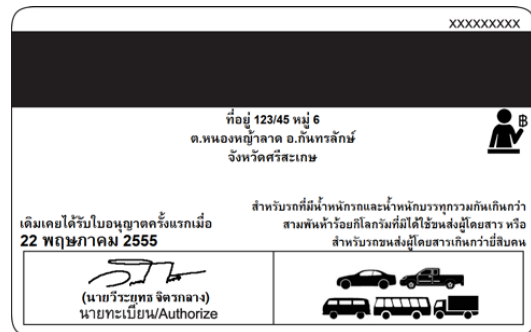 XXXXXXXXX
฿
ที่อยู่ 123/45 หมู่ 6
ต.หนองหญ้าลาด อ.กันทรลักษ์
จังหวัดศรีสะเกษ
สำหรับรถที่มีน้ำหนักรถและน้ำหนักบรรทุกรวมกันเกินกว่า
สามพันห้าร้อยกิโลกรัมที่มิได้ใช้ขนส่งผู้โดยสาร หรือ
สำหรับรถขนส่งผู้โดยสารเกินกว่ายี่สิบคน
เดิมเคยได้รับใบอนุญาตครั้งแรกเมื่อ
22 พฤษภาคม 2555
(นายวีระยุทธ จิตรกลาง)
นายทะเบียน/Authorize